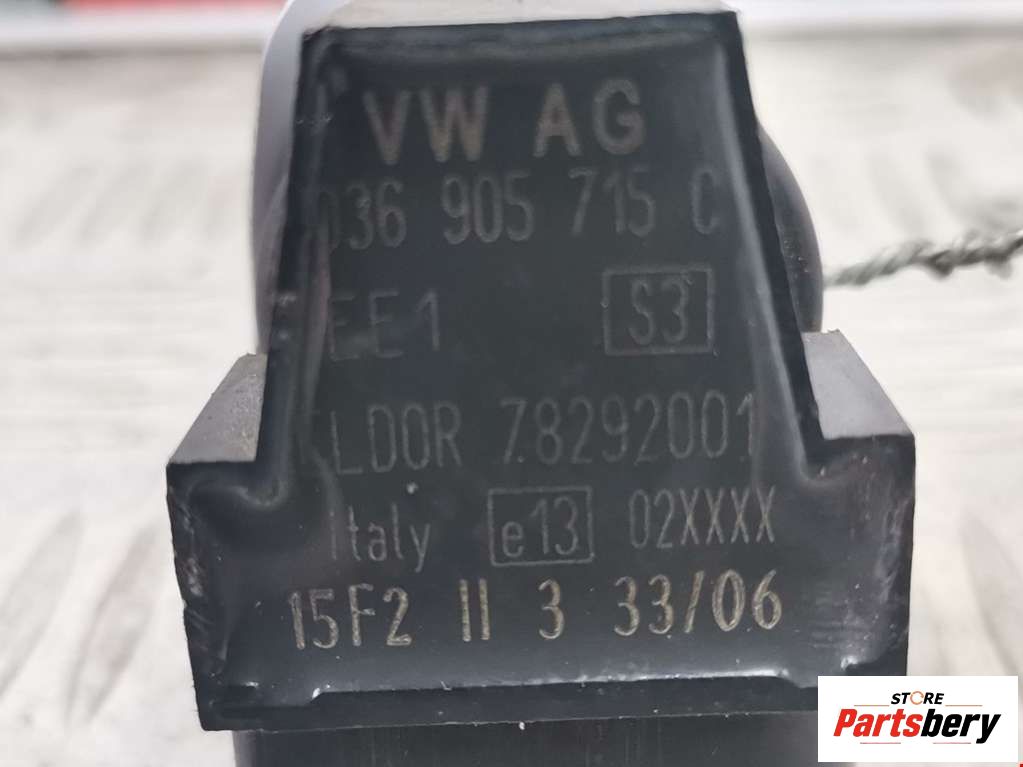 VW AG
036 905 715 C
EE1 S3
ELDOR 78292001
Italy e13 02XXXX
15F2 II 3 33/06
STORE
Partsbery